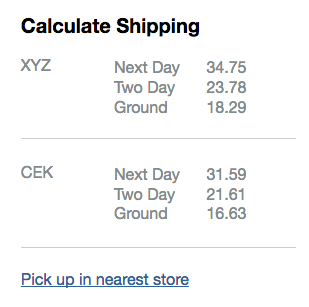 Calculate Shipping
XYZ Next Day 34.75
Two Day 23.78
Ground 18.29
CEK Next Day 31.59
Two Day 21.61
Ground 16.63
Pick up in nearest store